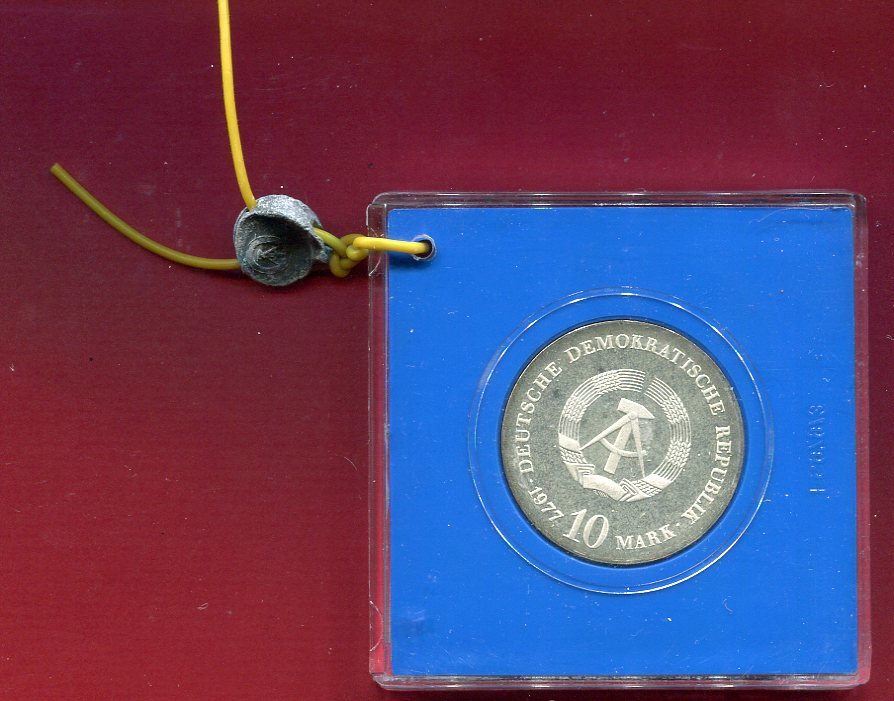 DEUTSCHE DEMOKRATISCHE REPUBLIK
· 1977 ·
10 MARK